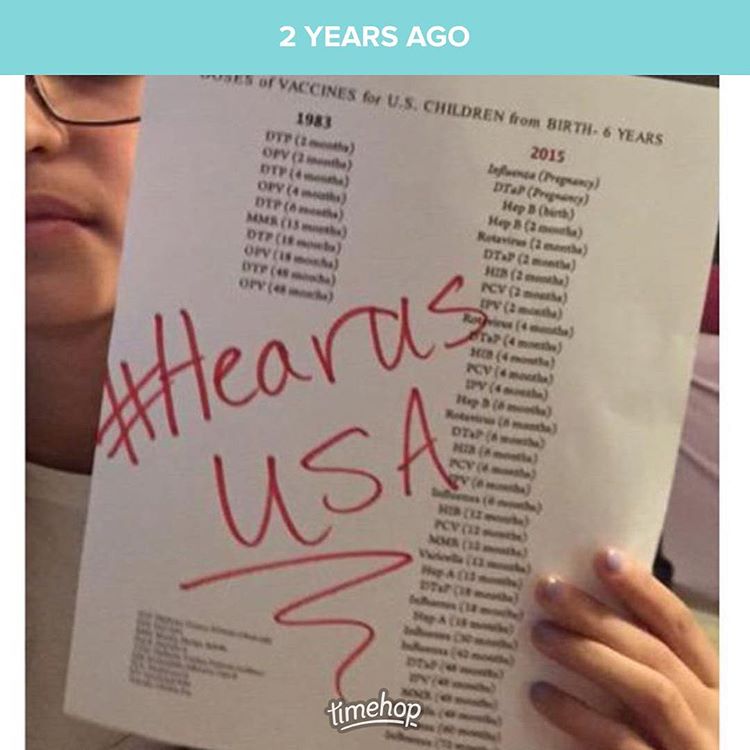 2 YEARS AGO
DOSES of VACCINES for U.S. CHILDREN from BIRTH- 6 YEARS
1983
DTP (2 months)
OPV (2 months)
DTP (4 months)
OPV (4 months)
DTP (6 months)
MMR (15 months)
DTP (18 months)
OPV (18 months)
DTP (48 months)
OPV (48 months)
2015
Influenza (Pregnancy)
DTaP (Pregnancy)
Hep B (birth)
Hep B (2 months)
Rotavirus (2 months)
DTaP (2 months)
HIB (2 months)
PCV (2 months)
IPV (2 months)
Rotavirus (4 months)
DTaP (4 months)
HIB (4 months)
PCV (4 months)
IPV (4 months)
Hep B (6 months)
Rotavirus (6 months)
DTaP (6 months)
HIB (6 months)
PCV (6 months)
IPV (6 months)
Influenza (6 months)
HIB (12 months)
PCV (12 months)
MMR (12 months)
Varicella (12 months)
Hep A (12 months)
DTaP (18 months)
Influenza (18 months)
Hep A (18 months)
Influenza (30 months)
Influenza (42 months)
DTaP (48 months)
IPV (48 months)
MMR (48 months)
#Hearus
USA
timehop